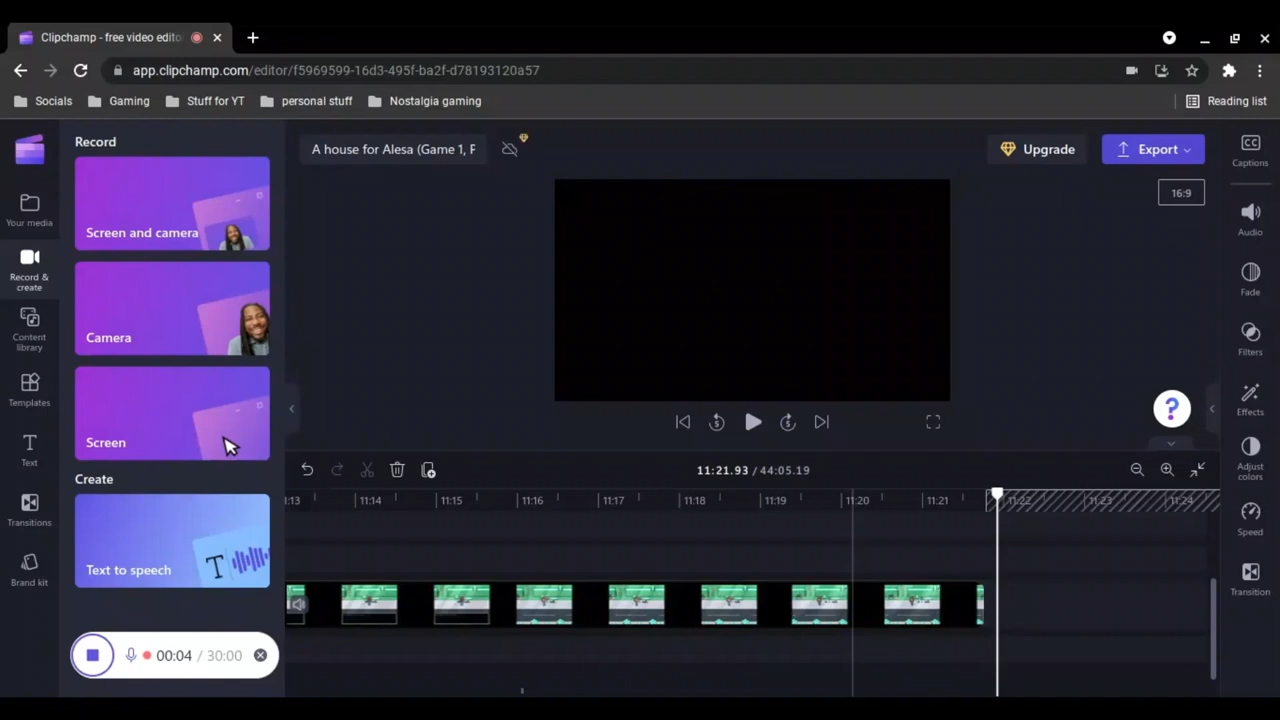 Clipchamp - free video edito
app.clipchamp.com/editor/f5969599-16d3-495f-ba2f-d78193120a57
Socials Gaming Stuff for YT personal stuff Nostalgia gaming Reading list
Record
A house for Alesa (Game 1, P
Upgrade
Export
16:9
CC
Captions
Your media
Record & create
Content library
Templates
Text
Transitions
Brand kit
Screen and camera
Camera
Screen
Create
Text to speech
T
00:04 / 30:00
5
5
?
11:21.93 / 44:05.19
:13 11:14 11:15 11:16 11:17 11:18 11:19 11:20 11:21 11:22 11:23 11:24
Audio
Fade
Filters
Effects
Adjust colors
Speed
Transition